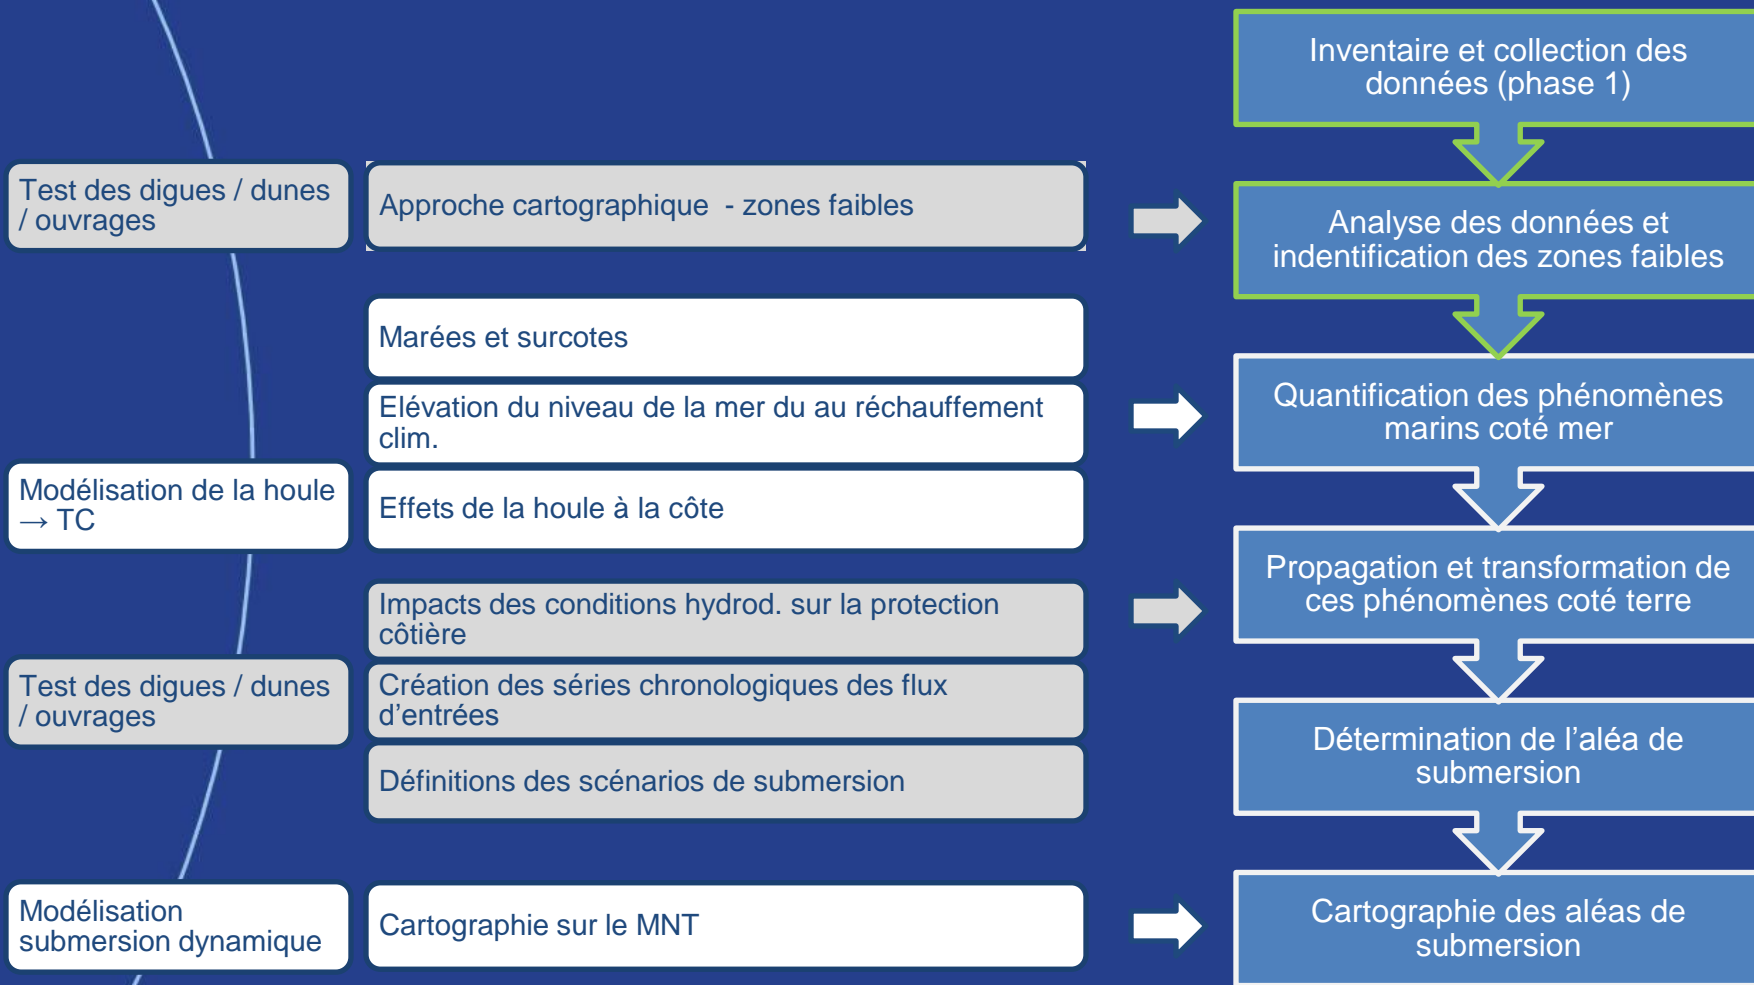 Inventaire et collection des
données (phase 1)
Test des digues / dunes
/ ouvrages
Approche cartographique - zones faibles
Analyse des données et
indentification des zones faibles
Marées et surcotes
Elévation du niveau de la mer du au réchauffement
clim.
Quantification des phénomènes
marins coté mer
Modélisation de la houle
→ TC
Effets de la houle à la côte
Impacts des conditions hydrod. sur la protection
côtière
Propagation et transformation de
ces phénomènes coté terre
Test des digues / dunes
/ ouvrages
Création des séries chronologiques des flux
d'entrées
Définitions des scénarios de submersion
Détermination de l'aléa de
submersion
Modélisation
submersion dynamique
Cartographie sur le MNT
Cartographie des aléas de
submersion